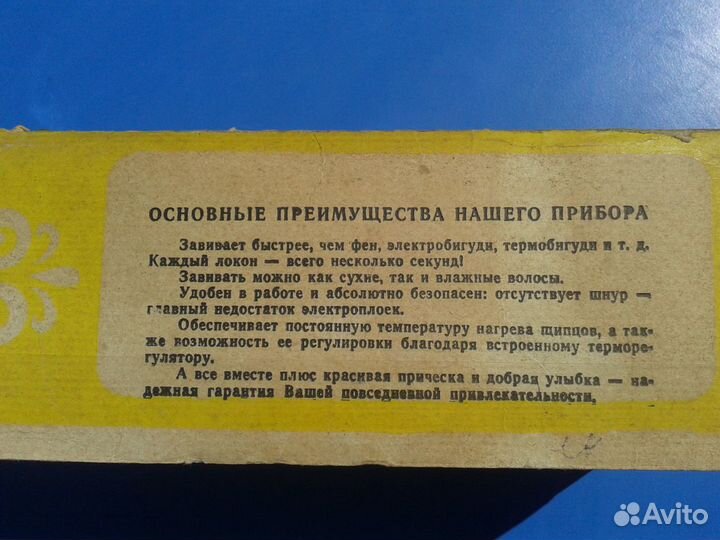 ОСНОВНЫЕ ПРЕИМУЩЕСТВА НАШЕГО ПРИБОРА
Завивает быстрее, чем фен, электробигуди, термобигуди и т. д.
Каждый локон — всего несколько секунд!
Завивать можно как сухие, так и влажные волосы.
Удобен в работе и абсолютно безопасен: отсутствует шнур —
главный недостаток электроплоек.
Обеспечивает постоянную температуру нагрева щипцов, а так-
же возможность ее регулировки благодаря встроенному терморе-
гулятору.
А все вместе плюс красивая прическа и добрая улыбка — на-
дежная гарантия Вашей повседневной привлекательности.
Avito